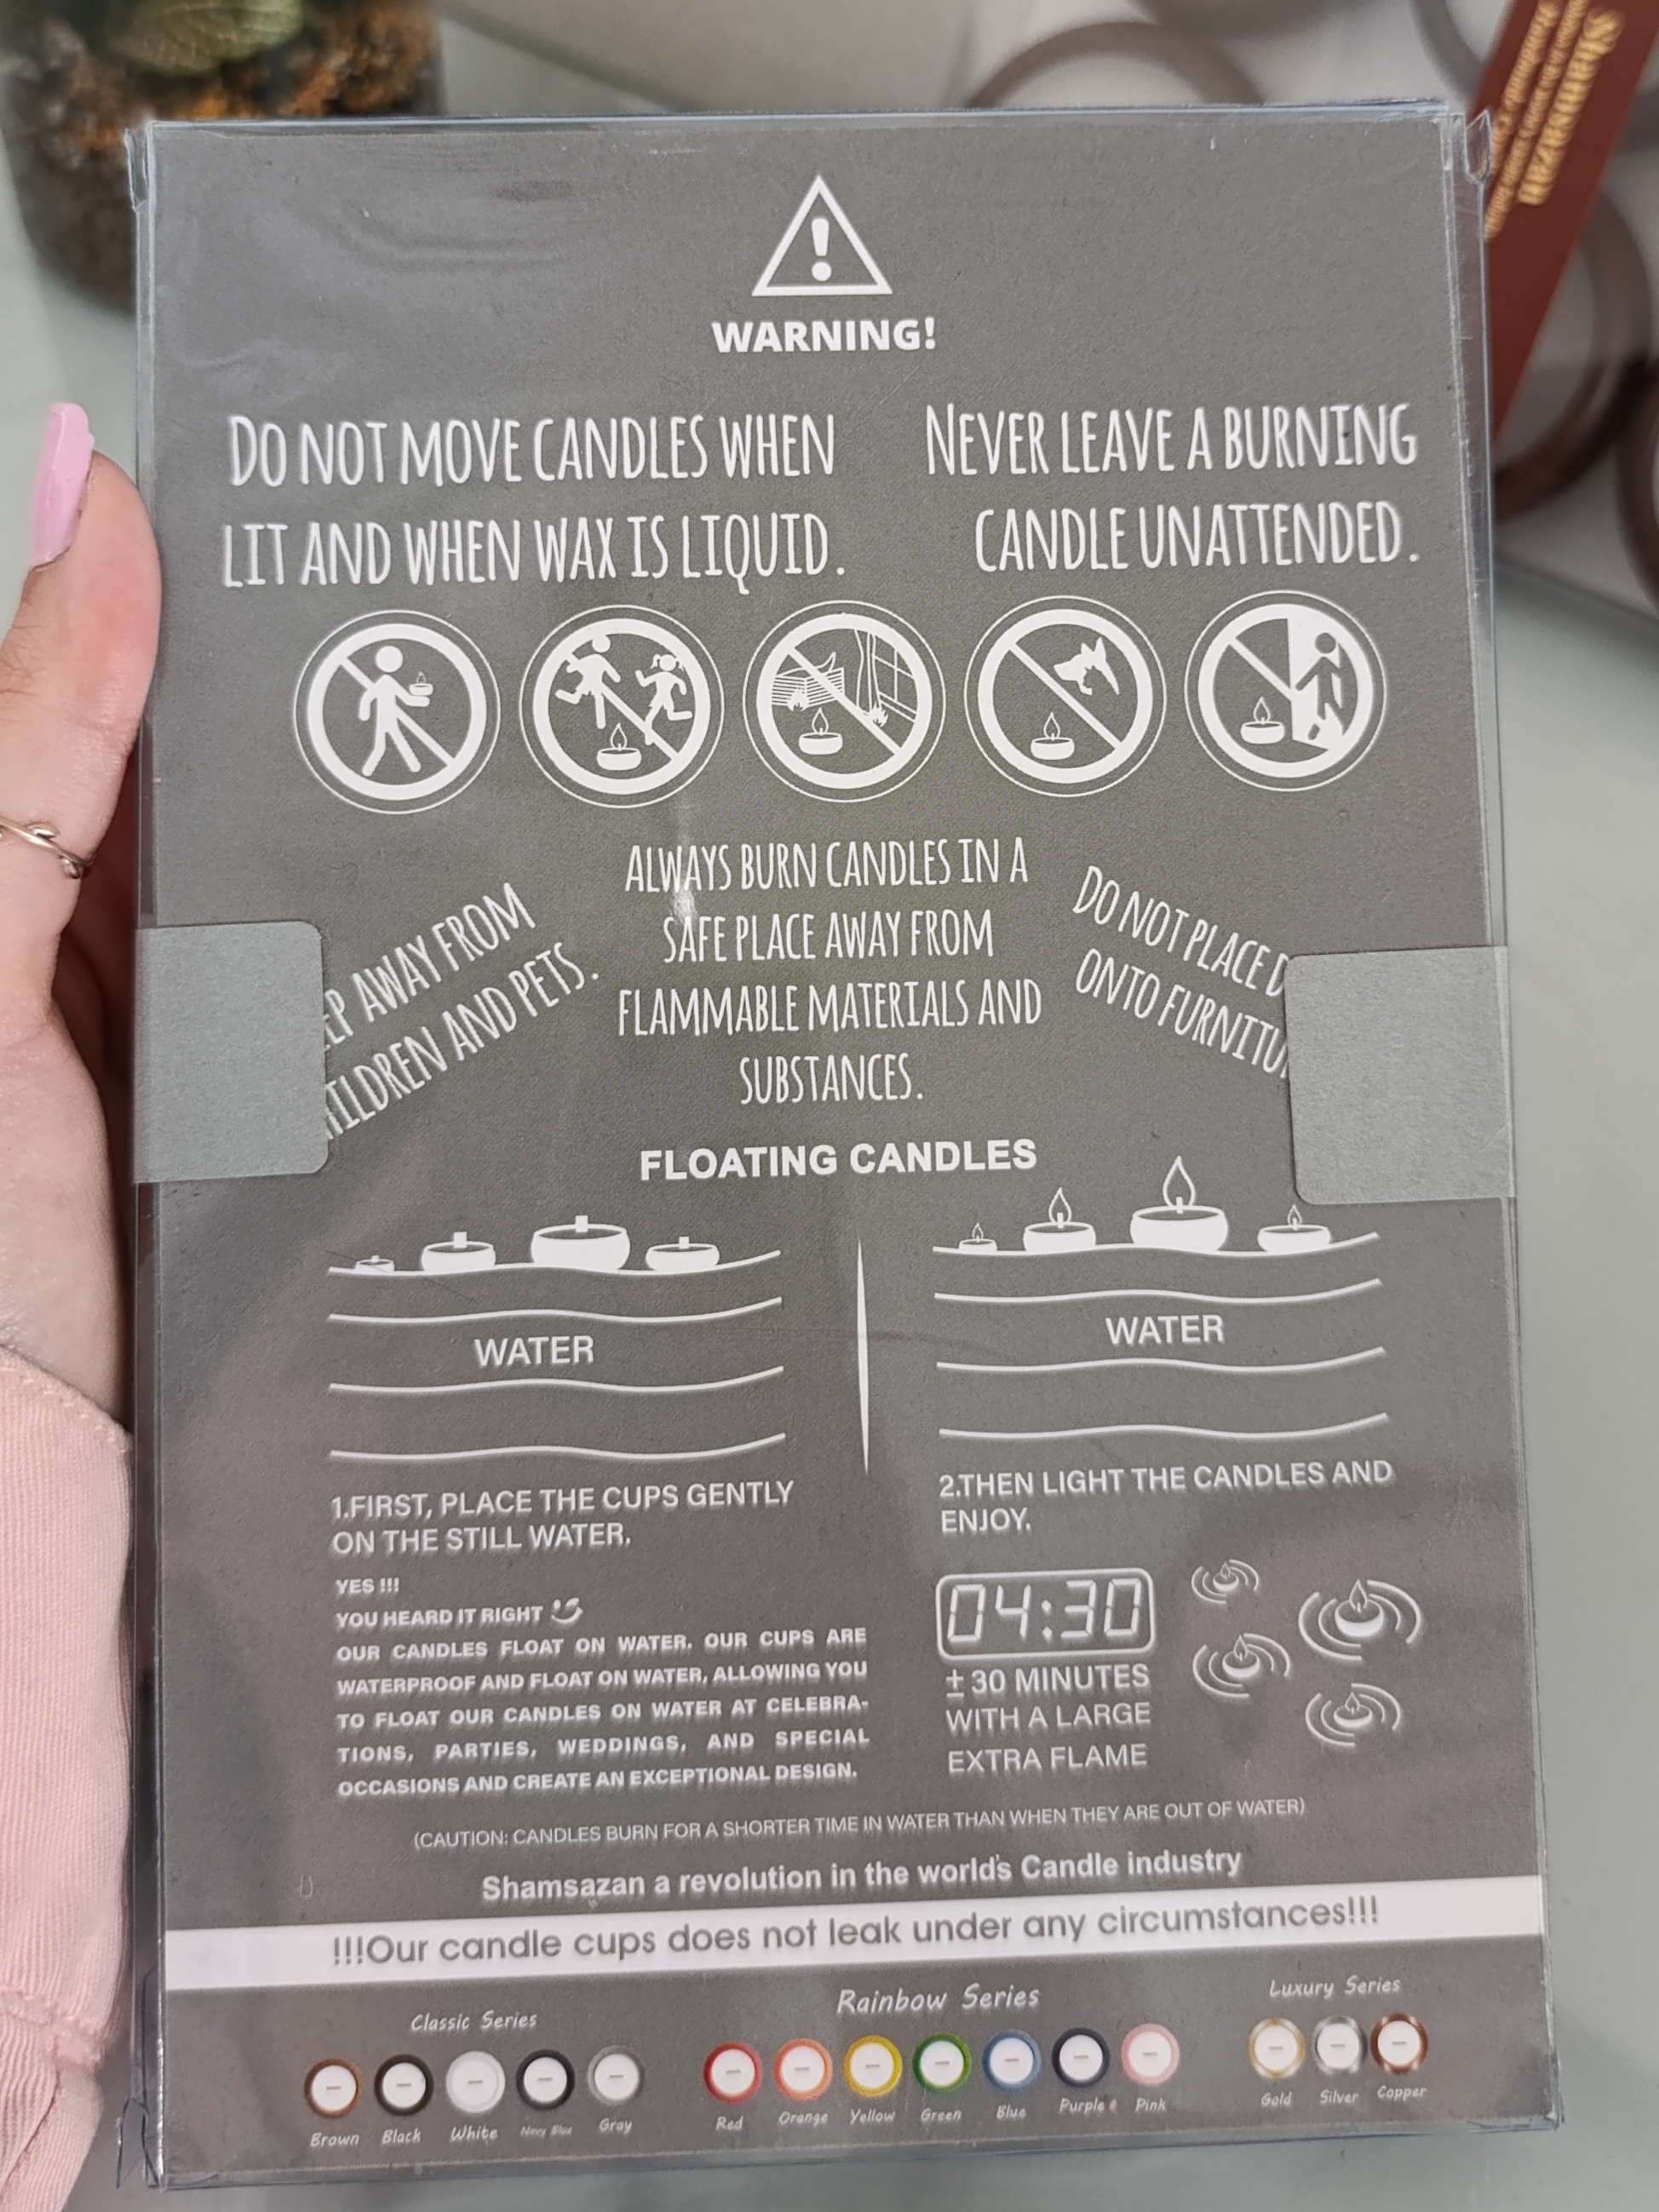 WARNING!
DO NOT MOVE CANDLES WHEN
LIT AND WHEN WAX IS LIQUID.
NEVER LEAVE A BURNING
CANDLE UNATTENDED.
EP AWAY FROM
HILDREN AND PETS.
ALWAYS BURN CANDLES IN A
SAFE PLACE AWAY FROM
FLAMMABLE MATERIALS AND
SUBSTANCES.
DO NOT PLACE D
ONTO FURNITU
FLOATING CANDLES
WATER
WATER
1.FIRST, PLACE THE CUPS GENTLY
ON THE STILL WATER.
2.THEN LIGHT THE CANDLES AND
ENJOY.
YES !!!
YOU HEARD IT RIGHT
OUR CANDLES FLOAT ON WATER. OUR CUPS ARE
WATERPROOF AND FLOAT ON WATER, ALLOWING YOU
TO FLOAT OUR CANDLES ON WATER AT CELEBRA-
TIONS, PARTIES, WEDDINGS, AND SPECIAL
OCCASIONS AND CREATE AN EXCEPTIONAL DESIGN.
04:30
± 30 MINUTES
WITH A LARGE
EXTRA FLAME
(CAUTION: CANDLES BURN FOR A SHORTER TIME IN WATER THAN WHEN THEY ARE OUT OF WATER)
Shamsazan a revolution in the world's Candle industry
!!!Our candle cups does not leak under any circumstances!!!
Classic Series
Brown Black White Navy Blue Gray
Rainbow Series
Red Orange Yellow Green Blue Purple Pink
Luxury Series
Gold Silver Copper
Shamsazan